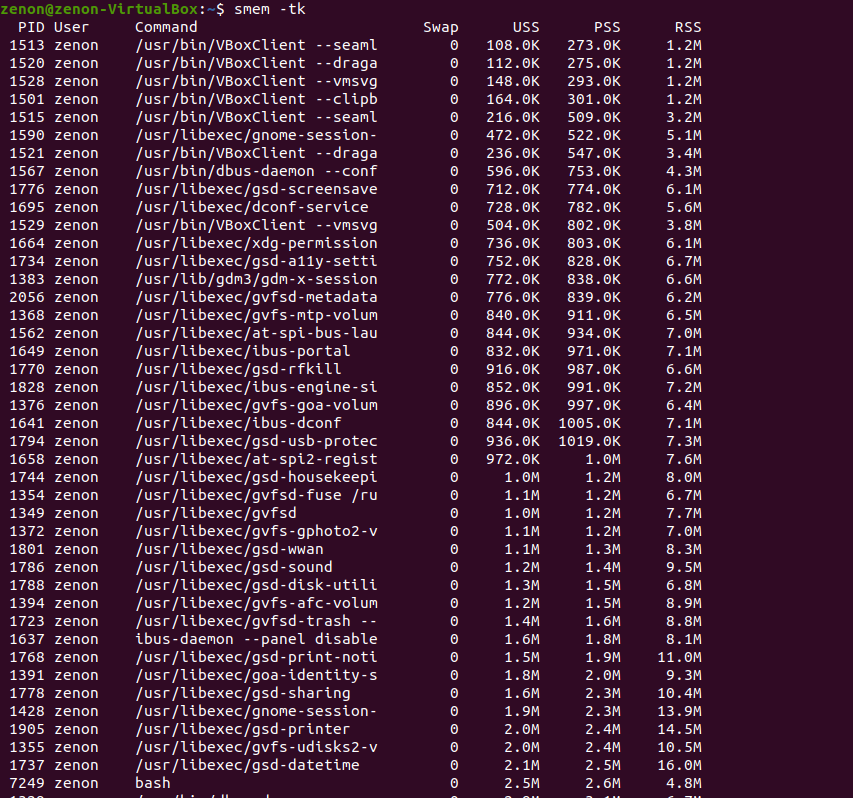 zenon@zenon-VirtualBox:~$ smem -tk
PID User Command Swap USS PSS RSS
1513 zenon /usr/bin/VBoxClient --seaml 0 108.0K 273.0K 1.2M
1520 zenon /usr/bin/VBoxClient --draga 0 112.0K 275.0K 1.2M
1528 zenon /usr/bin/VBoxClient --vmsvg 0 148.0K 293.0K 1.2M
1501 zenon /usr/bin/VBoxClient --clipb 0 164.0K 301.0K 1.2M
1515 zenon /usr/bin/VBoxClient --seaml 0 216.0K 509.0K 3.2M
1590 zenon /usr/libexec/gnome-session- 0 472.0K 522.0K 5.1M
1521 zenon /usr/bin/VBoxClient --draga 0 236.0K 547.0K 3.4M
1567 zenon /usr/bin/dbus-daemon --conf 0 596.0K 753.0K 4.3M
1776 zenon /usr/libexec/gsd-screensave 0 712.0K 774.0K 6.1M
1695 zenon /usr/libexec/dconf-service 0 728.0K 782.0K 5.6M
1529 zenon /usr/bin/VBoxClient --vmsvg 0 504.0K 802.0K 3.8M
1664 zenon /usr/libexec/xdg-permission 0 736.0K 803.0K 6.1M
1734 zenon /usr/libexec/gsd-a11y-setti 0 752.0K 828.0K 6.7M
1383 zenon /usr/lib/gdm3/gdm-x-session 0 772.0K 838.0K 6.6M
2056 zenon /usr/libexec/gvfsd-metadata 0 776.0K 839.0K 6.2M
1368 zenon /usr/libexec/gvfs-mtp-volum 0 840.0K 911.0K 6.5M
1562 zenon /usr/libexec/at-spi-bus-lau 0 844.0K 934.0K 7.0M
1649 zenon /usr/libexec/ibus-portal 0 832.0K 971.0K 7.1M
1770 zenon /usr/libexec/gsd-rfkill 0 916.0K 987.0K 6.6M
1828 zenon /usr/libexec/ibus-engine-si 0 852.0K 991.0K 7.2M
1376 zenon /usr/libexec/gvfs-goa-volum 0 896.0K 997.0K 6.4M
1641 zenon /usr/libexec/ibus-dconf 0 844.0K 1005.0K 7.1M
1794 zenon /usr/libexec/gsd-usb-protec 0 936.0K 1019.0K 7.3M
1658 zenon /usr/libexec/at-spi2-regist 0 972.0K 1.0M 7.6M
1744 zenon /usr/libexec/gsd-housekeepi 0 1.0M 1.2M 8.0M
1354 zenon /usr/libexec/gvfsd-fuse /ru 0 1.1M 1.2M 6.7M
1349 zenon /usr/libexec/gvfsd 0 1.0M 1.2M 7.7M
1372 zenon /usr/libexec/gvfs-gphoto2-v 0 1.1M 1.2M 7.0M
1801 zenon /usr/libexec/gsd-wwan 0 1.1M 1.3M 8.3M
1786 zenon /usr/libexec/gsd-sound 0 1.2M 1.4M 9.5M
1788 zenon /usr/libexec/gsd-disk-utili 0 1.3M 1.5M 6.8M
1394 zenon /usr/libexec/gvfs-afc-volum 0 1.2M 1.5M 8.9M
1723 zenon /usr/libexec/gvfsd-trash -- 0 1.4M 1.6M 8.8M
1637 zenon ibus-daemon --panel disable 0 1.6M 1.8M 8.1M
1768 zenon /usr/libexec/gsd-print-noti 0 1.5M 1.9M 11.0M
1391 zenon /usr/libexec/goa-identity-s 0 1.8M 2.0M 9.3M
1778 zenon /usr/libexec/gsd-sharing 0 1.6M 2.3M 10.4M
1428 zenon /usr/libexec/gnome-session- 0 1.9M 2.3M 13.9M
1905 zenon /usr/libexec/gsd-printer 0 2.0M 2.4M 14.5M
1355 zenon /usr/libexec/gvfs-udisks2-v 0 2.0M 2.4M 10.5M
1737 zenon /usr/libexec/gsd-datetime 0 2.1M 2.5M 16.0M
7249 zenon bash 0 2.5M 2.6M 4.8M